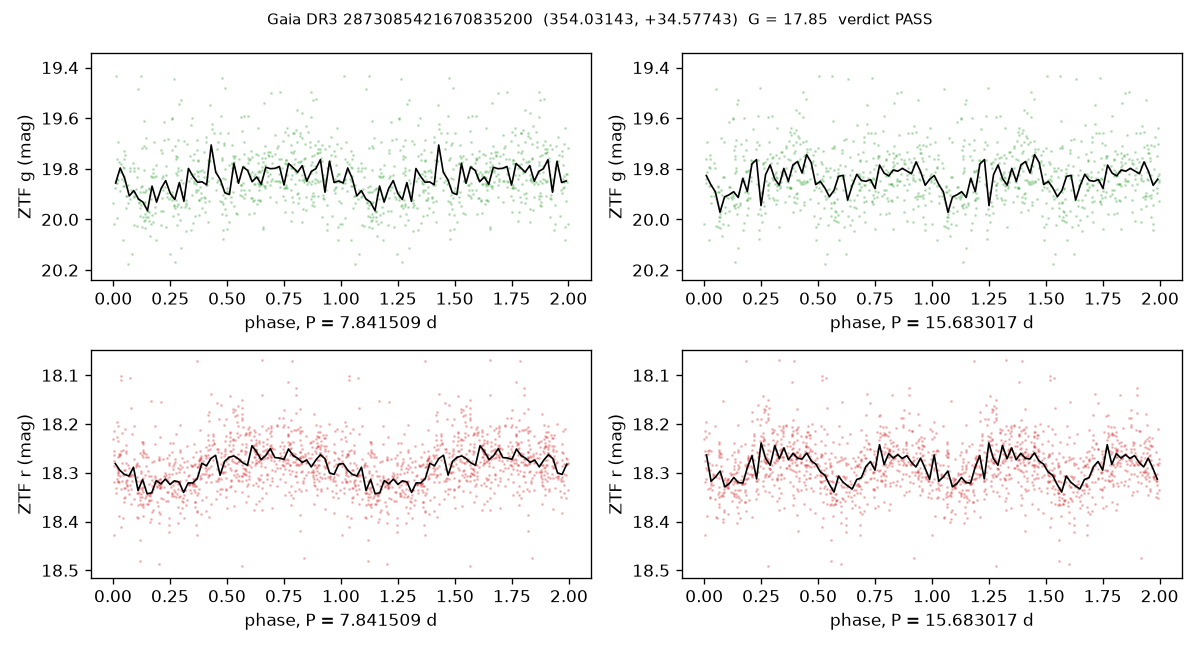 Gaia DR3 2873085421670835200 (354.03143, +34.57743) G = 17.85 verdict PASS
ZTF g (mag)
19.4
19.6
19.8
20.0
20.2
0.00 0.25 0.50 0.75 1.00 1.25 1.50 1.75 2.00
phase, P = 7.841509 d
ZTF g (mag)
19.4
19.6
19.8
20.0
20.2
0.00 0.25 0.50 0.75 1.00 1.25 1.50 1.75 2.00
phase, P = 15.683017 d
ZTF r (mag)
18.1
18.2
18.3
18.4
18.5
0.00 0.25 0.50 0.75 1.00 1.25 1.50 1.75 2.00
phase, P = 7.841509 d
ZTF r (mag)
18.1
18.2
18.3
18.4
18.5
0.00 0.25 0.50 0.75 1.00 1.25 1.50 1.75 2.00
phase, P = 15.683017 d